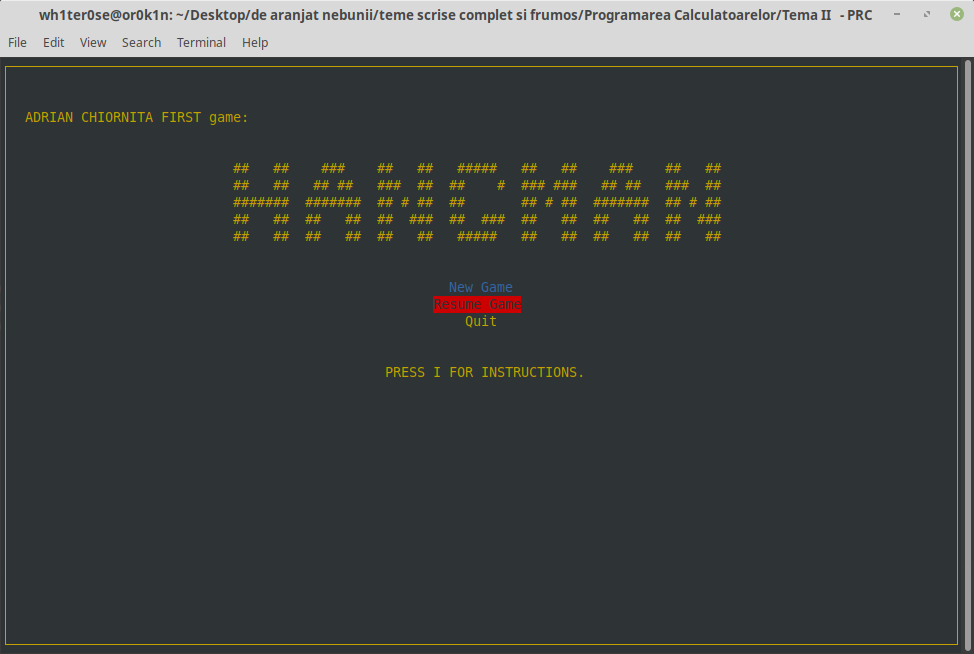 wh1ter0se@or0k1n: ~/Desktop/de aranjat nebunii/teme scrise complet si frumos/Programarea Calculatoarelor/Tema II - PRC
File Edit View Search Terminal Help
ADRIAN CHIORNITA FIRST game:
HANGMAN
New Game
Resume Game
Quit
PRESS I FOR INSTRUCTIONS.